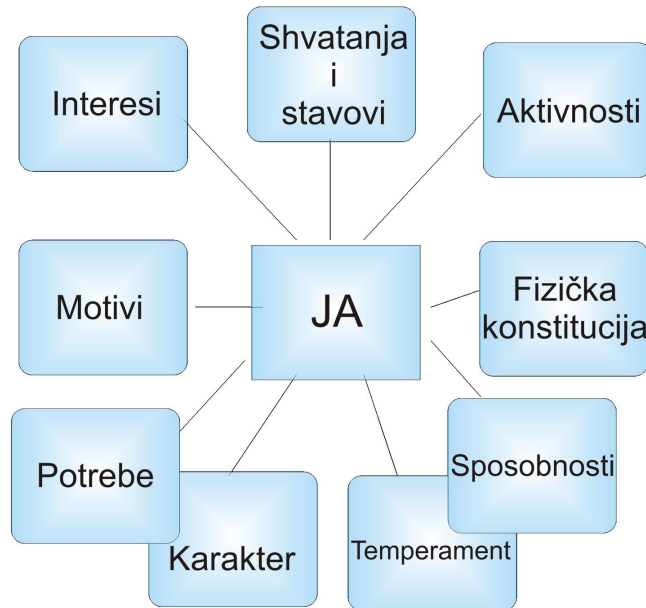 Shvatanja
i
stavovi
Interesi
Aktivnosti
Motivi
JA
Fizička
konstitucija
Potrebe
Sposobnosti
Karakter
Temperament